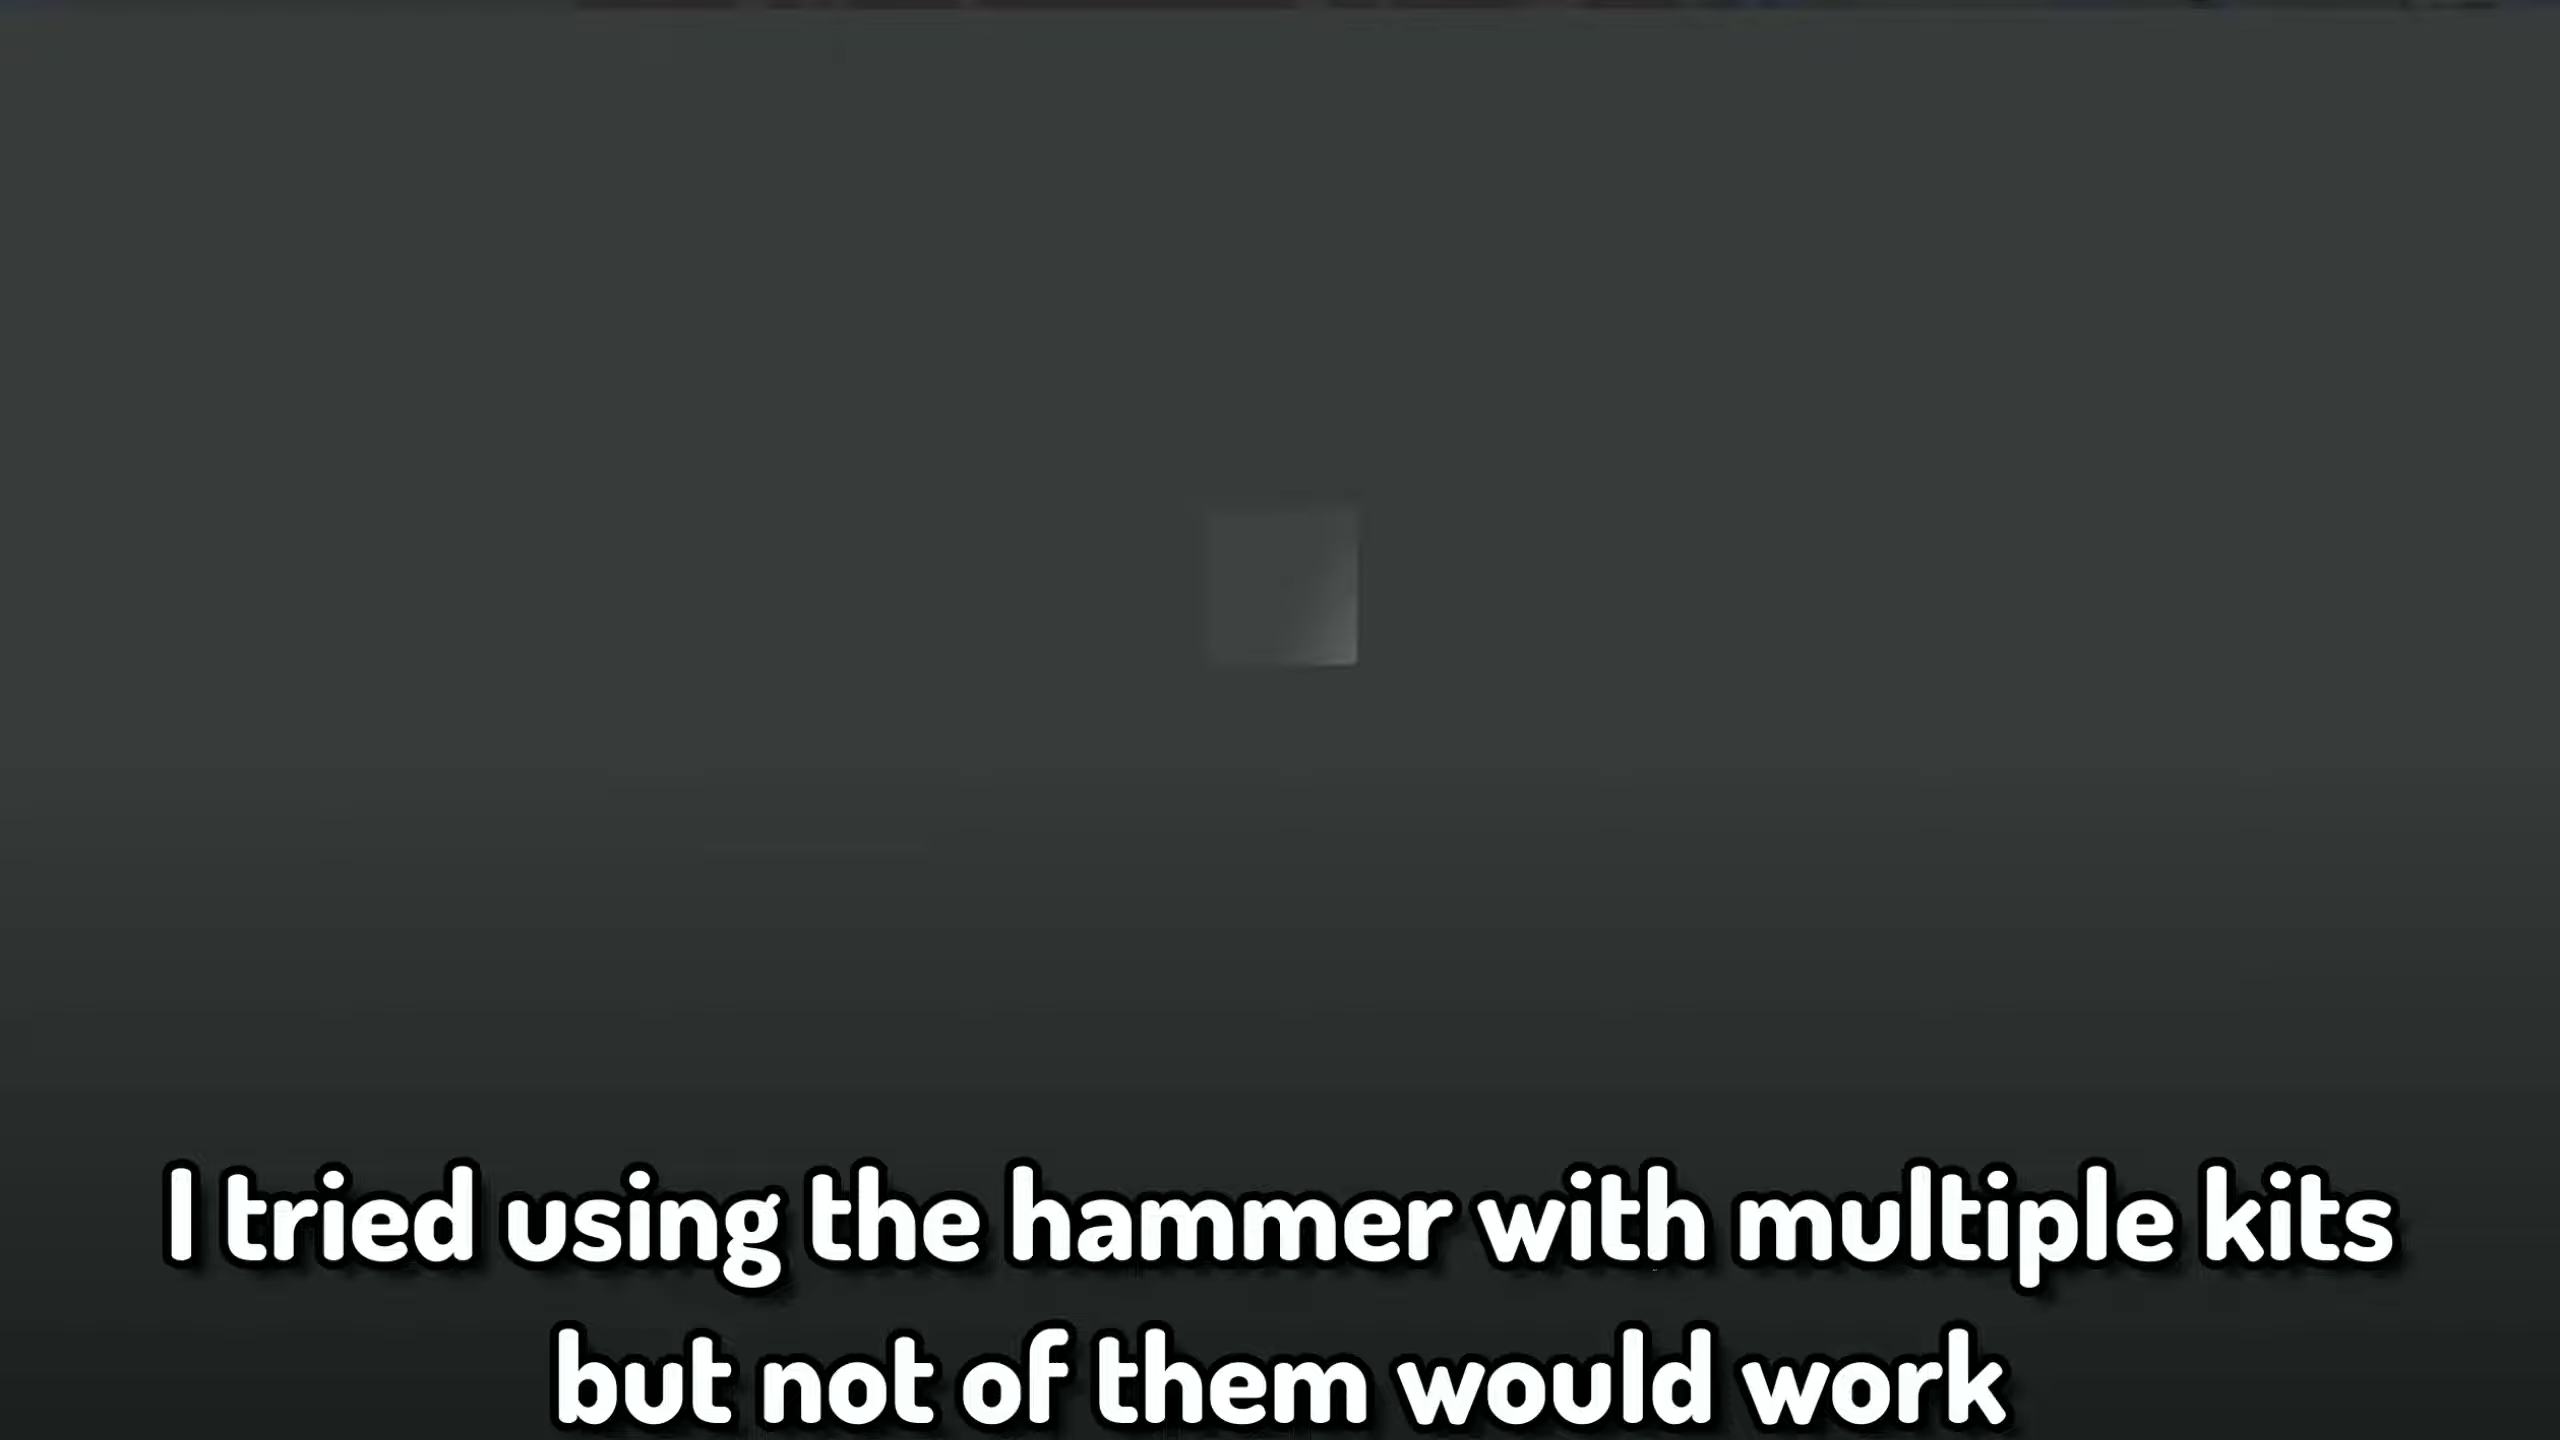 I tried using the hammer with multiple kits
but not of them would work